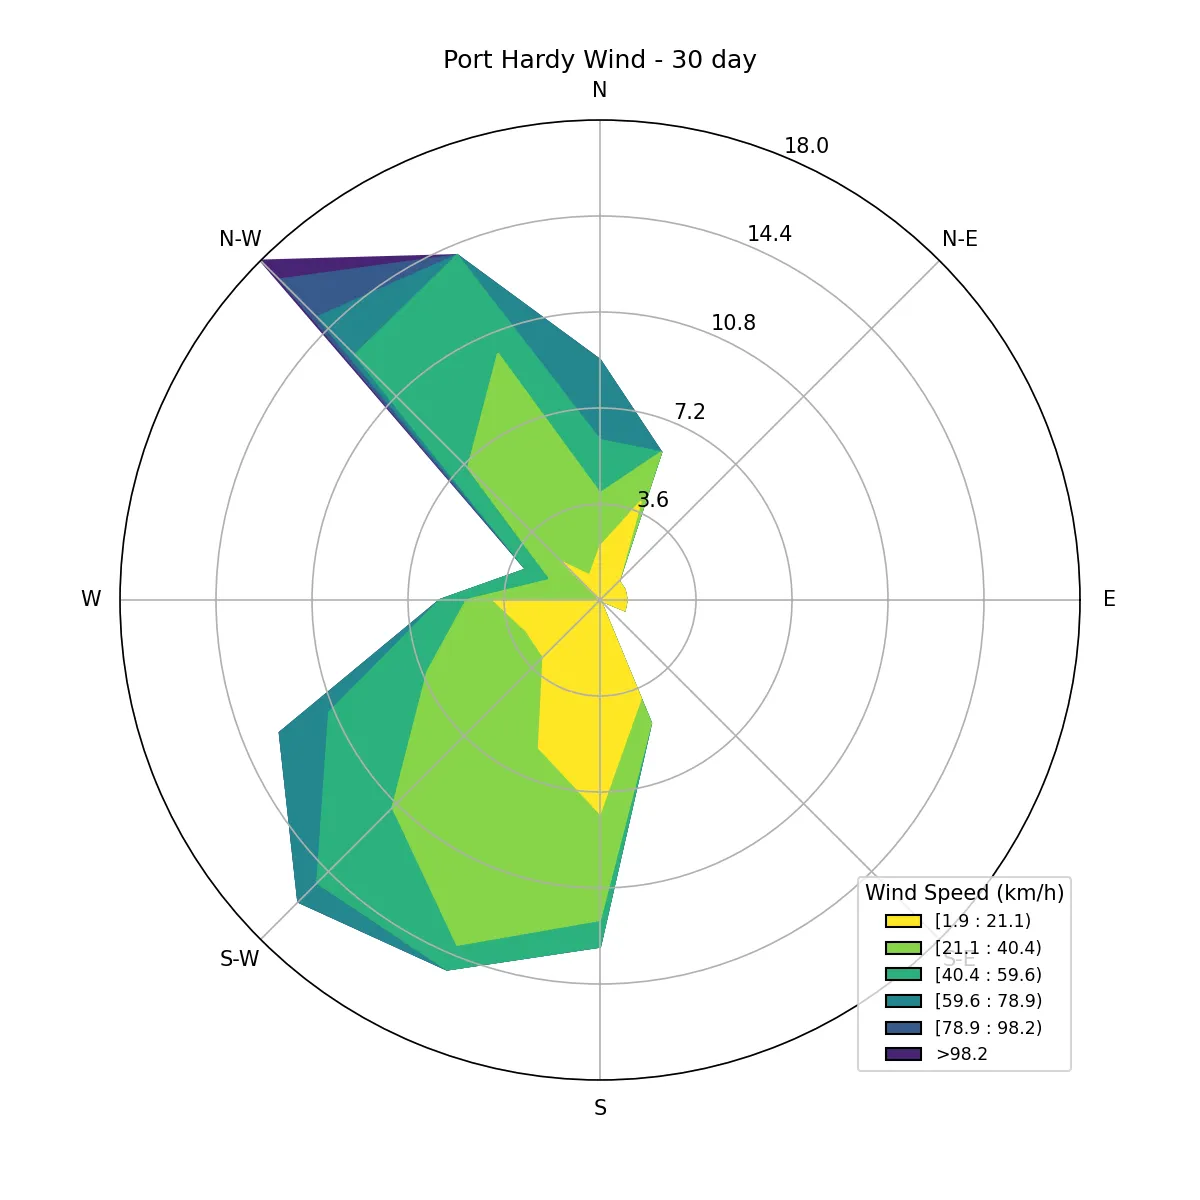 Port Hardy Wind - 30 day
N
18.0
14.4
N-W
N-E
10.8
7.2
3.6
W
E
Wind Speed (km/h)
[1.9 : 21.1)
[21.1 : 40.4)
S-W
S-E
[40.4 : 59.6)
[59.6 : 78.9)
[78.9 : 98.2)
>98.2
S